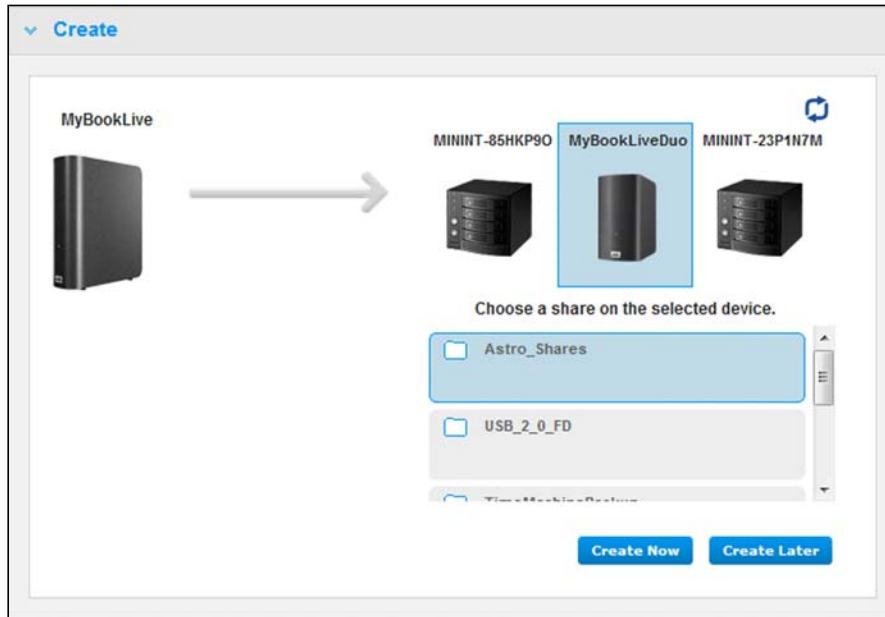 Create
MyBookLive
MININT-85HKP9O MyBookLiveDuo MININT-23P1N7M
Choose a share on the selected device.
Astro_Shares
USB_2_0_FD
TimeMachineBackup
Create Now Create Later